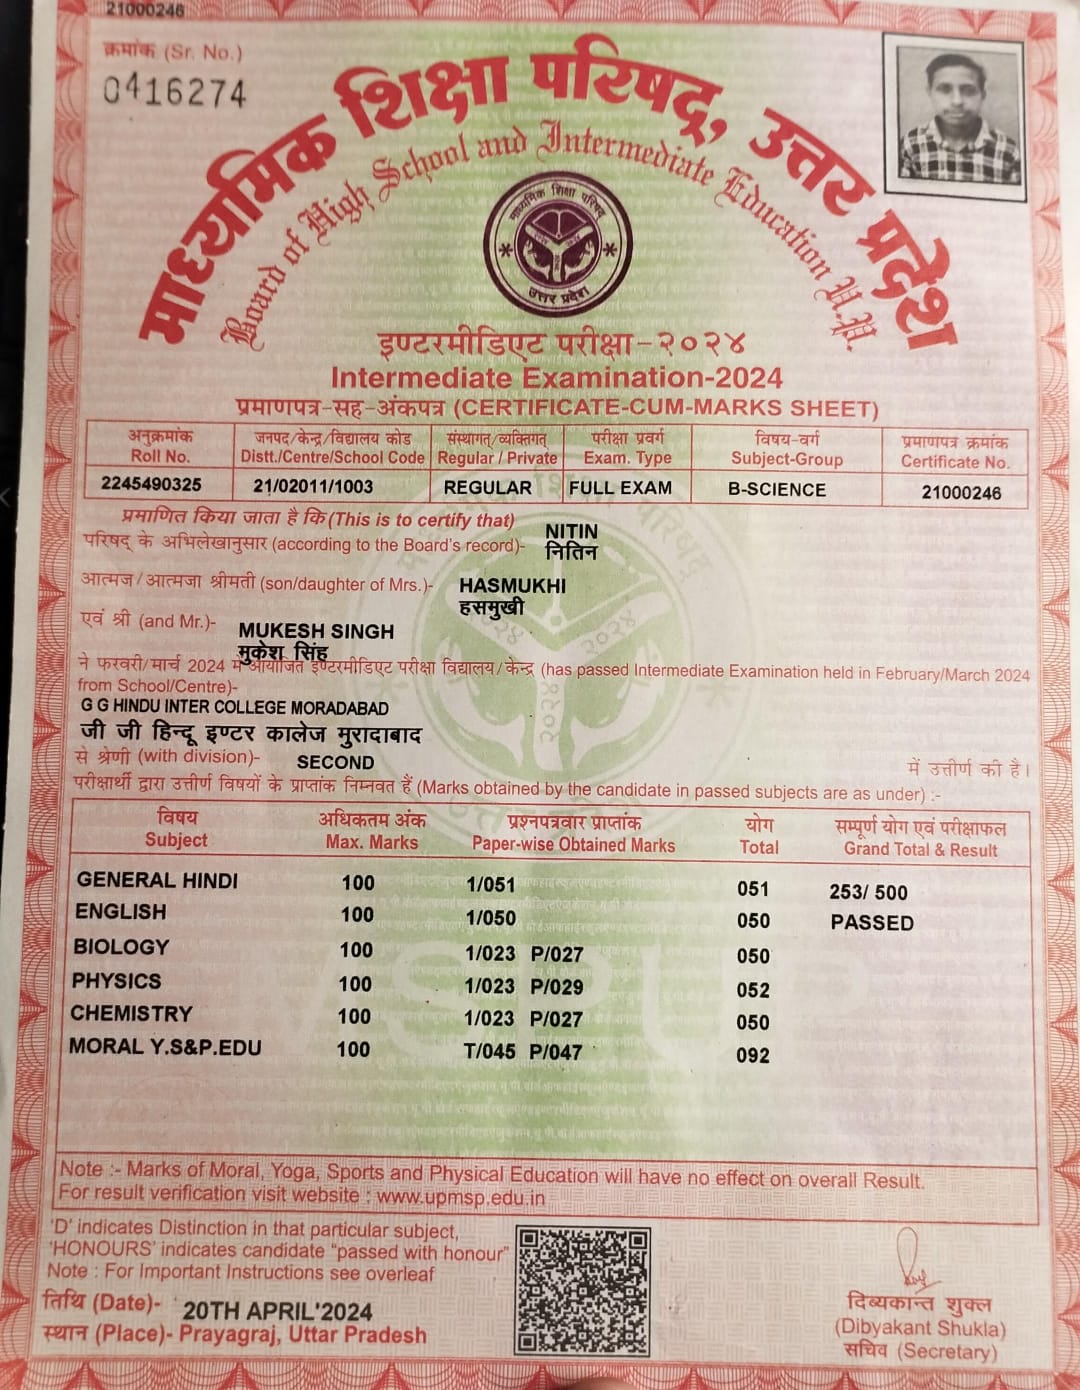 21000246
क्रमांक (Sr. No.)
0416274
माध्यमिक शिक्षा परिषद्, उत्तर प्रदेश
Board of High School and Intermediate Education U.P.
माध्यमिक शिक्षा परिषद
उत्तर प्रदेश
इण्टरमीडिएट परीक्षा-२०२४
Intermediate Examination-2024
प्रमाणपत्र-सह-अंकपत्र (CERTIFICATE-CUM-MARKS SHEET)
अनुक्रमांक जनपद/केन्द्र/विद्यालय कोड संस्थागत्/व्यक्तिगत् परीक्षा प्रवर्ग विषय-वर्ग प्रमाणपत्र क्रमांक
Roll No. Distt./Centre/School Code Regular / Private Exam. Type Subject-Group Certificate No.
2245490325 21/02011/1003 REGULAR FULL EXAM B-SCIENCE 21000246
प्रमाणित किया जाता है कि (This is to certify that) NITIN
परिषद् के अभिलेखानुसार (according to the Board's record)- नितिन
आत्मज/आत्मजा श्रीमती (son/daughter of Mrs.)- HASMUKHI
हसमुखी
एवं श्री (and Mr.)- MUKESH SINGH
मुकेश सिंह
ने फरवरी/मार्च 2024 में आयोजित इण्टरमीडिएट परीक्षा विद्यालय/केन्द्र (has passed Intermediate Examination held in February/March 2024
from School/Centre)-
G G HINDU INTER COLLEGE MORADABAD
जी जी हिन्दू इण्टर कालेज मुरादाबाद
से श्रेणी (with division)- SECOND में उत्तीर्ण की है।
परीक्षार्थी द्वारा उत्तीर्ण विषयों के प्राप्तांक निम्नवत हैं (Marks obtained by the candidate in passed subjects are as under) :-
विषय अधिकतम अंक प्रश्नपत्रवार प्राप्तांक योग सम्पूर्ण योग एवं परीक्षाफल
Subject Max. Marks Paper-wise Obtained Marks Total Grand Total & Result
GENERAL HINDI 100 1/051 051 253/ 500
ENGLISH 100 1/050 050 PASSED
BIOLOGY 100 1/023 P/027 050
PHYSICS 100 1/023 P/029 052
CHEMISTRY 100 1/023 P/027 050
MORAL Y.S&P.EDU 100 T/045 P/047 092
Note :- Marks of Moral, Yoga, Sports and Physical Education will have no effect on overall Result.
For result verification visit website : www.upmsp.edu.in
'D' indicates Distinction in that particular subject,
'HONOURS' indicates candidate "passed with honour"
Note : For Important Instructions see overleaf
तिथि (Date)- 20TH APRIL'2024
स्थान (Place)- Prayagraj, Uttar Pradesh
दिव्यकान्त शुक्ल
(Dibyakant Shukla)
सचिव (Secretary)